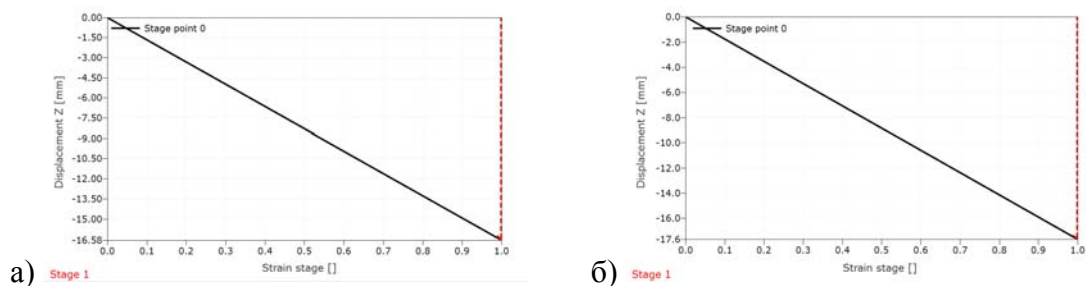 0.00
-1.50
-3.00
-4.50
-6.00
-7.50
-9.00
-10.50
-12.00
-13.50
-15.00
-16.58
Displacement Z [mm]
Stage point 0
0.0 0.1 0.2 0.3 0.4 0.5 0.6 0.7 0.8 0.9 1.0
Strain stage []
а) Stage 1
0.0
-2.0
-4.0
-6.0
-8.0
-10.0
-12.0
-14.0
-16.0
-17.6
Displacement Z [mm]
Stage point 0
0.0 0.1 0.2 0.3 0.4 0.5 0.6 0.7 0.8 0.9 1.0
Strain stage []
б) Stage 1